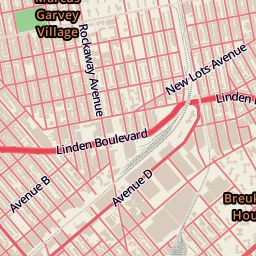 Marcus
Garvey
Village
Rockaway Avenue
New Lots Avenue
Linden
Linden Boulevard
Avenue D
Avenue B
Breuk
Hou